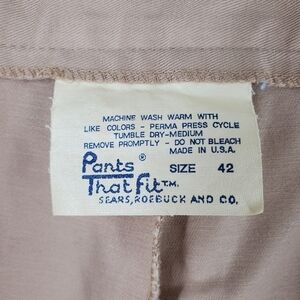 MACHINE WASH WARM WITH
LIKE COLORS - PERMA PRESS CYCLE
TUMBLE DRY-MEDIUM
REMOVE PROMPTLY - DO NOT BLEACH
MADE IN U.S.A.
Pants® SIZE 42
That Fit T.M.
SEARS, ROEBUCK AND CO.